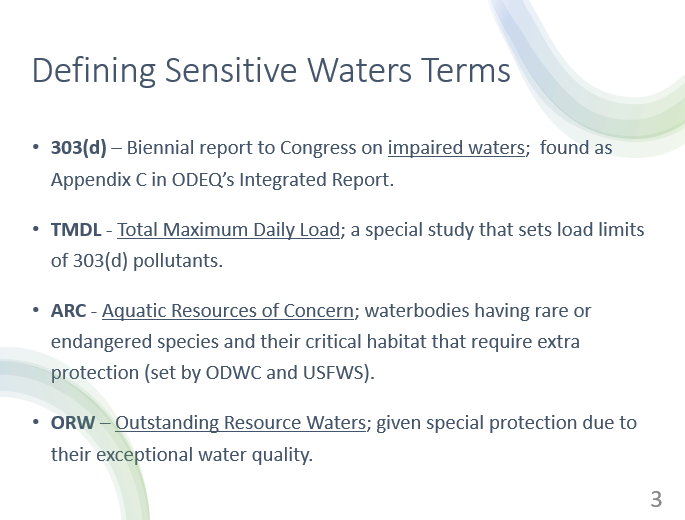 Defining Sensitive Waters Terms
• 303(d) – Biennial report to Congress on impaired waters;  found as
Appendix C in ODEQ’s Integrated Report.
• TMDL - Total Maximum Daily Load; a special study that sets load limits
of 303(d) pollutants.
• ARC - Aquatic Resources of Concern; waterbodies having rare or
endangered species and their critical habitat that require extra
protection (set by ODWC and USFWS).
• ORW – Outstanding Resource Waters; given special protection due to
their exceptional water quality.
3